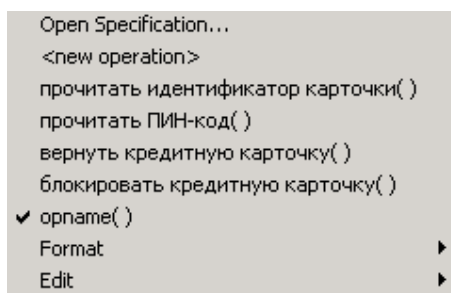 Open Specification...
<new operation>
прочитать идентификатор карточки( )
прочитать ПИН-код( )
вернуть кредитную карточку( )
блокировать кредитную карточку( )
opname( )
Format
Edit